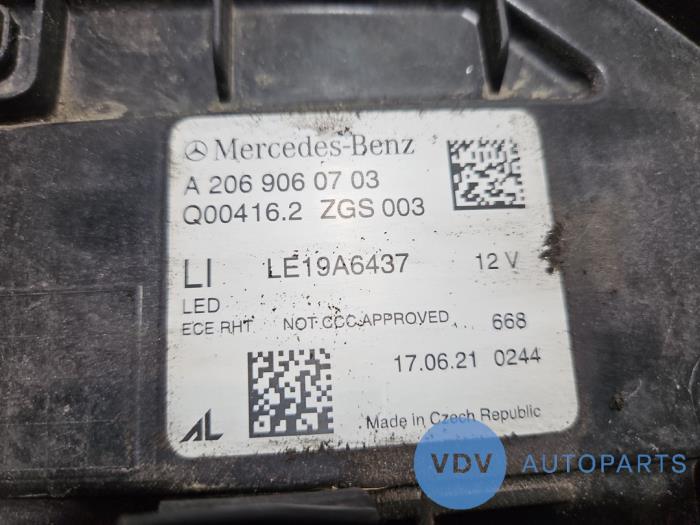 Mercedes-Benz
A 206 906 07 03
Q00416.2 ZGS 003
LI LE19A6437 12 V
LED
ECE RHT NOT CCC APPROVED 668
17.06.21 0244
AL Made in Czech Republic
VDV AUTOPARTS